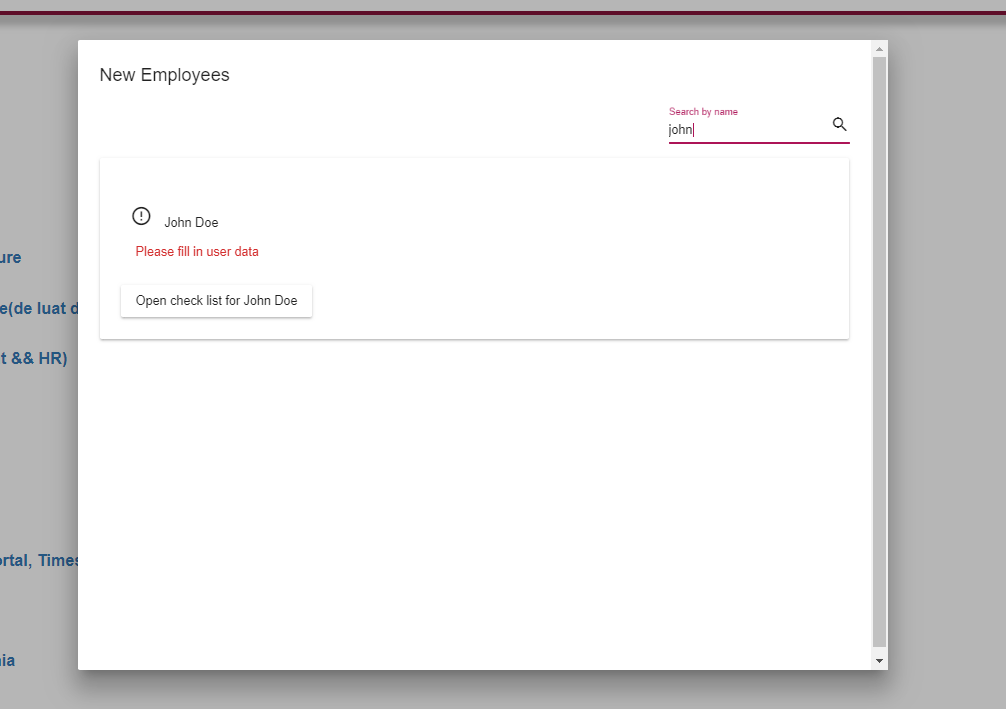 New Employees
Search by name
john
John Doe
Please fill in user data
Open check list for John Doe
ure
e(de luat d
t && HR)
ortal, Times
ia